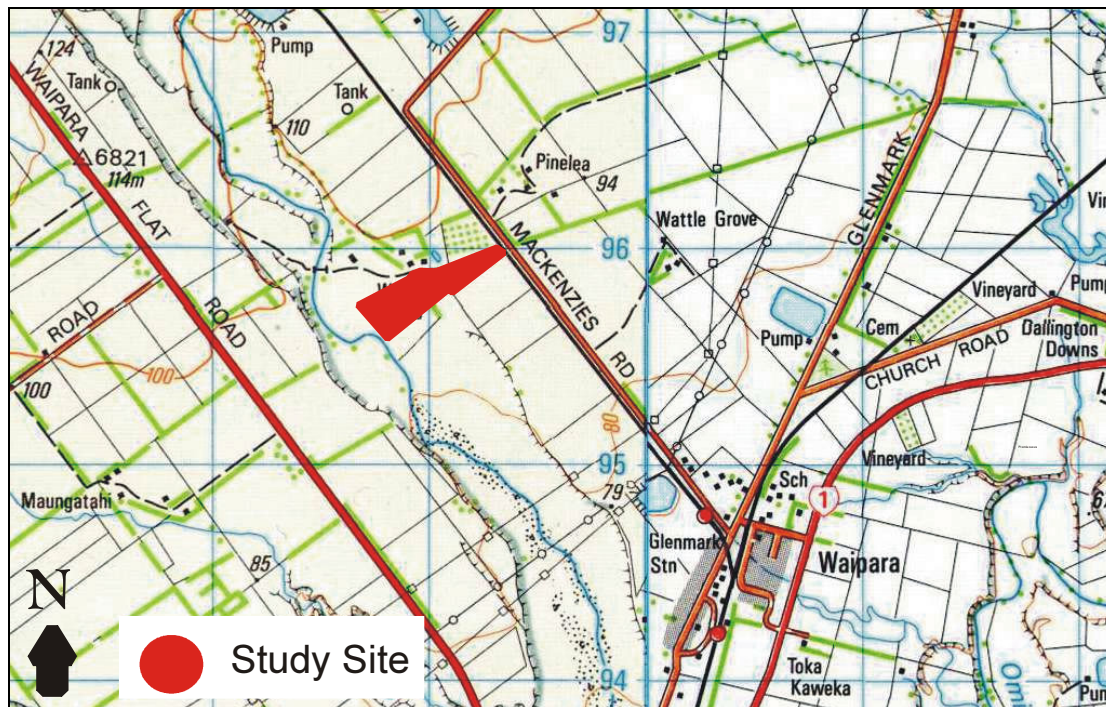 97
124
Tank
Pump
Tank
110
WAIPARA FLAT ROAD
6821
114m
Pinelea
94
GLENMARK
96
MACKENZIES RD
Wattle Grove
Pump
Vineyard
Pump
Cem
Dallington
Downs
CHURCH ROAD
ROAD
100
100
80
95
Vineyard
Sch
1
79
Maungatahi
Glenmark
Stn
Waipara
85
N
Study Site
Toka
Kaweka
94